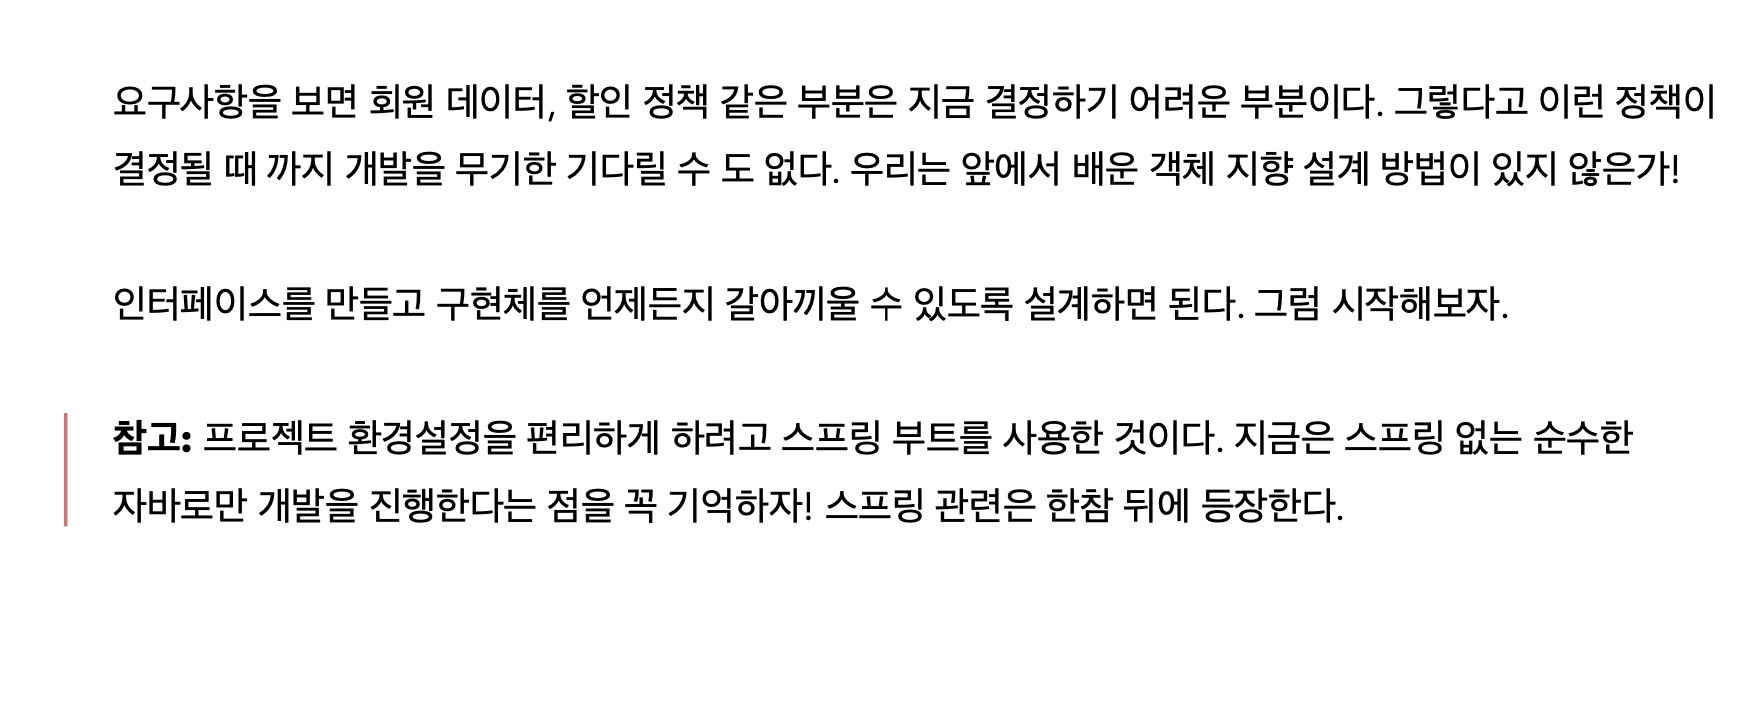 요구사항을 보면 회원 데이터, 할인 정책 같은 부분은 지금 결정하기 어려운 부분이다. 그렇다고 이런 정책이
결정될 때 까지 개발을 무기한 기다릴 수 도 없다. 우리는 앞에서 배운 객체 지향 설계 방법이 있지 않은가!
인터페이스를 만들고 구현체를 언제든지 갈아끼울 수 있도록 설계하면 된다. 그럼 시작해보자.
참고: 프로젝트 환경설정을 편리하게 하려고 스프링 부트를 사용한 것이다. 지금은 스프링 없는 순수한
자바로만 개발을 진행한다는 점을 꼭 기억하자! 스프링 관련은 한참 뒤에 등장한다.